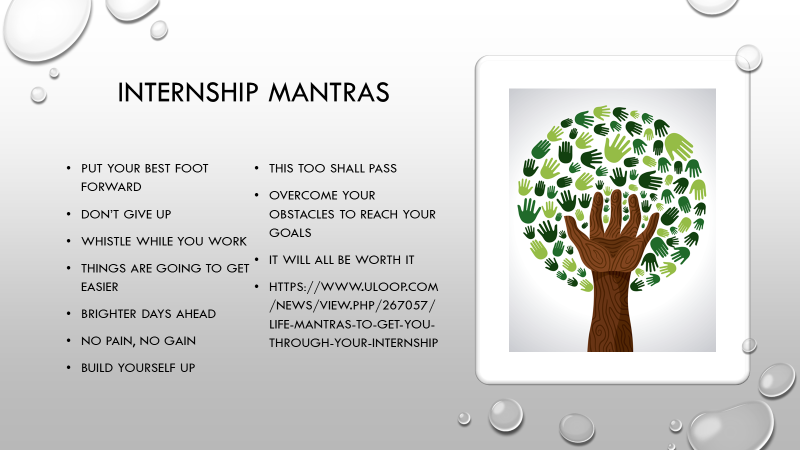 INTERNSHIP MANTRAS
• PUT YOUR BEST FOOT
FORWARD
• DON'T GIVE UP
• WHISTLE WHILE YOU WORK
• THINGS ARE GOING TO GET
EASIER
• BRIGHTER DAYS AHEAD
• NO PAIN, NO GAIN
• BUILD YOURSELF UP
• THIS TOO SHALL PASS
• OVERCOME YOUR
OBSTACLES TO REACH YOUR
GOALS
• IT WILL ALL BE WORTH IT
• HTTPS://WWW.ULOOP.COM
/NEWS/VIEW.PHP/267057/
LIFE-MANTRAS-TO-GET-YOU-
THROUGH-YOUR-INTERNSHIP